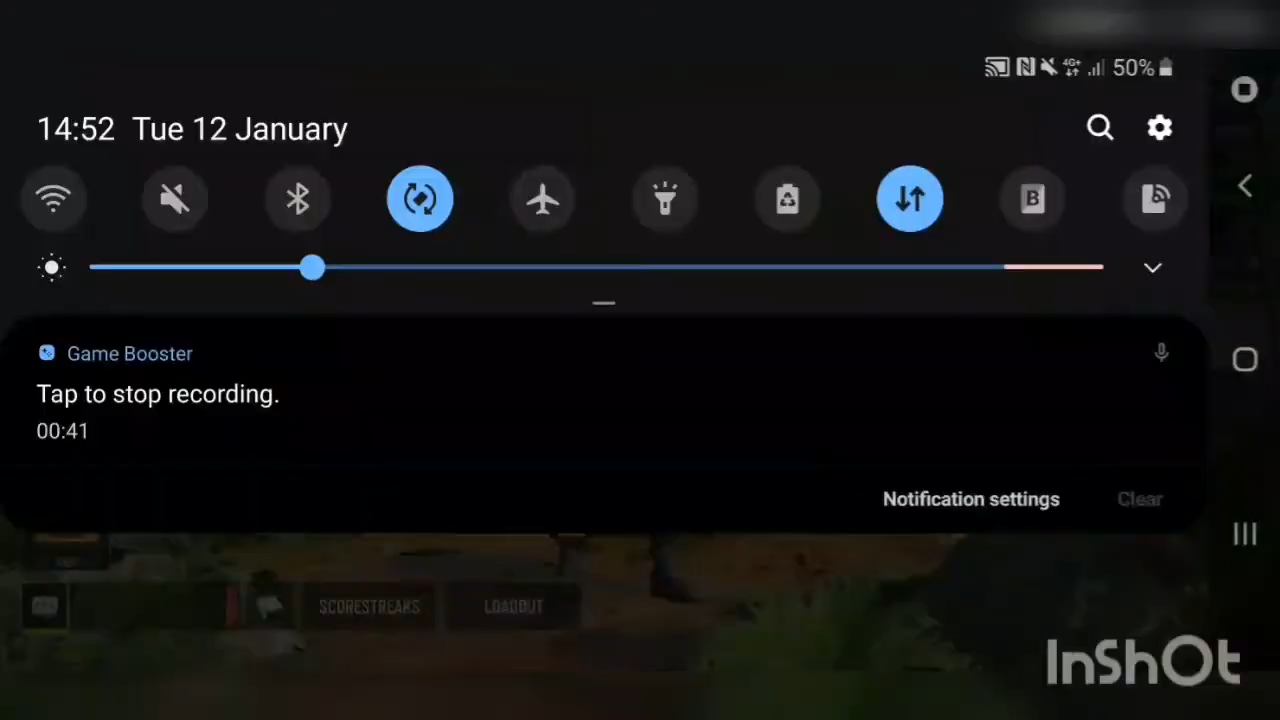 4G+ 50%
14:52 Tue 12 January
B
Game Booster
Tap to stop recording.
00:41
Notification settings Clear
SCORESTREAKS LOADOUT
InShOt